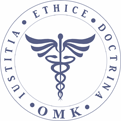 IUSTITIA • ETHICE • DOCTRINA
• OMK •